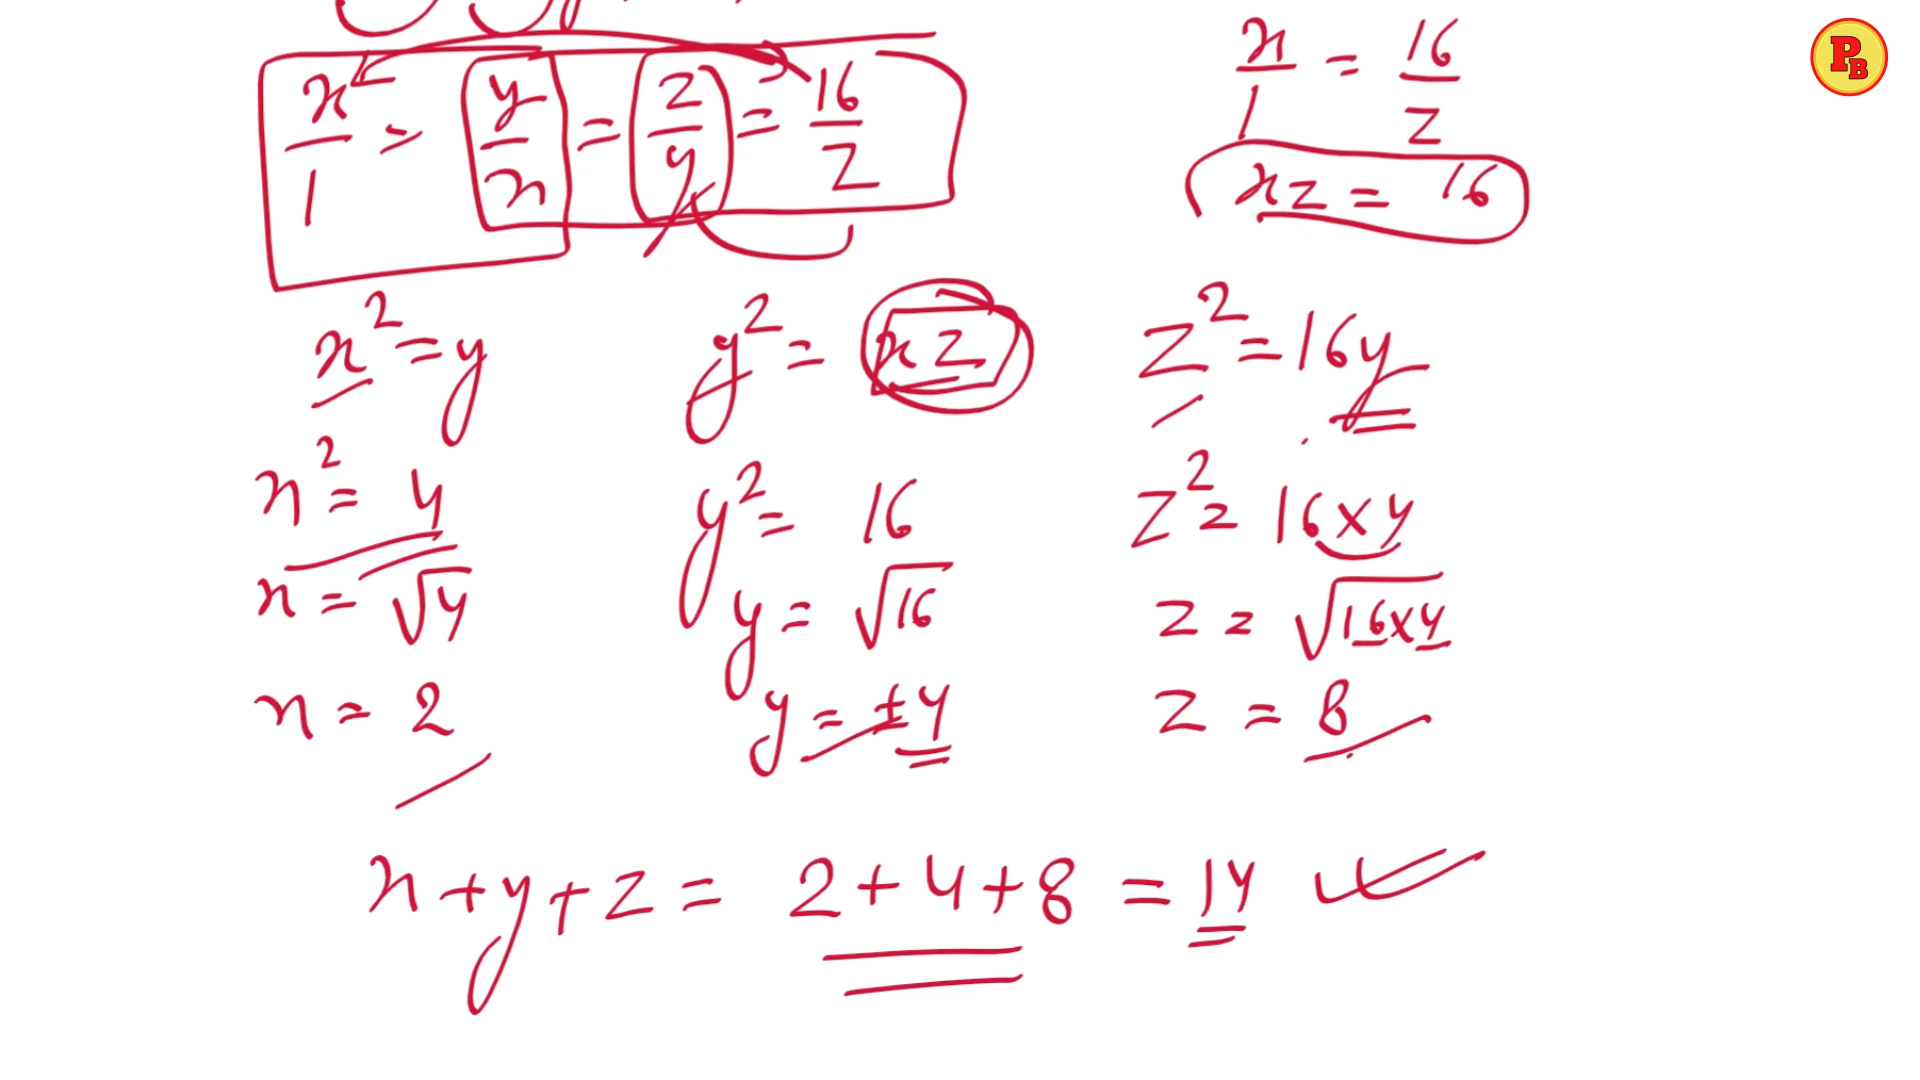 x/1 = y/x = z/y = 16/z
x/1 = 16/z
xz = 16
x² = y
y² = xz
z² = 16y
x² = 4
y² = 16
z² = 16×4
x = √4
y = √16
z = √16×4
x = 2
y = ±4
z = 8
x+y+z = 2+4+8 = 14
PB